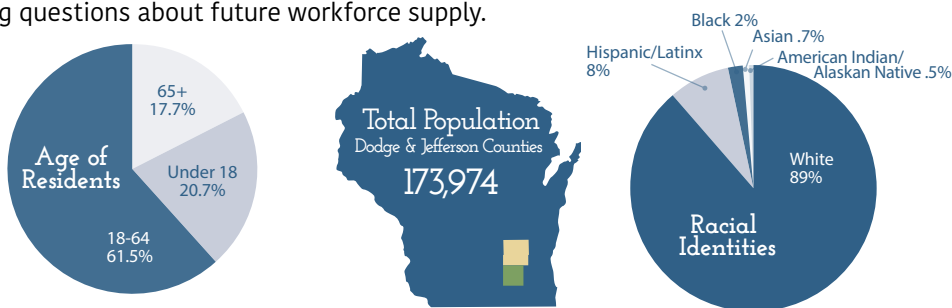 g questions about future workforce supply.
65+
17.7%
Age of
Residents
Under 18
20.7%
18-64
61.5%
Total Population
Dodge & Jefferson Counties
173,974
Black 2%
Asian .7%
Hispanic/Latinx
8%
American Indian/
Alaskan Native .5%
White
89%
Racial
Identities